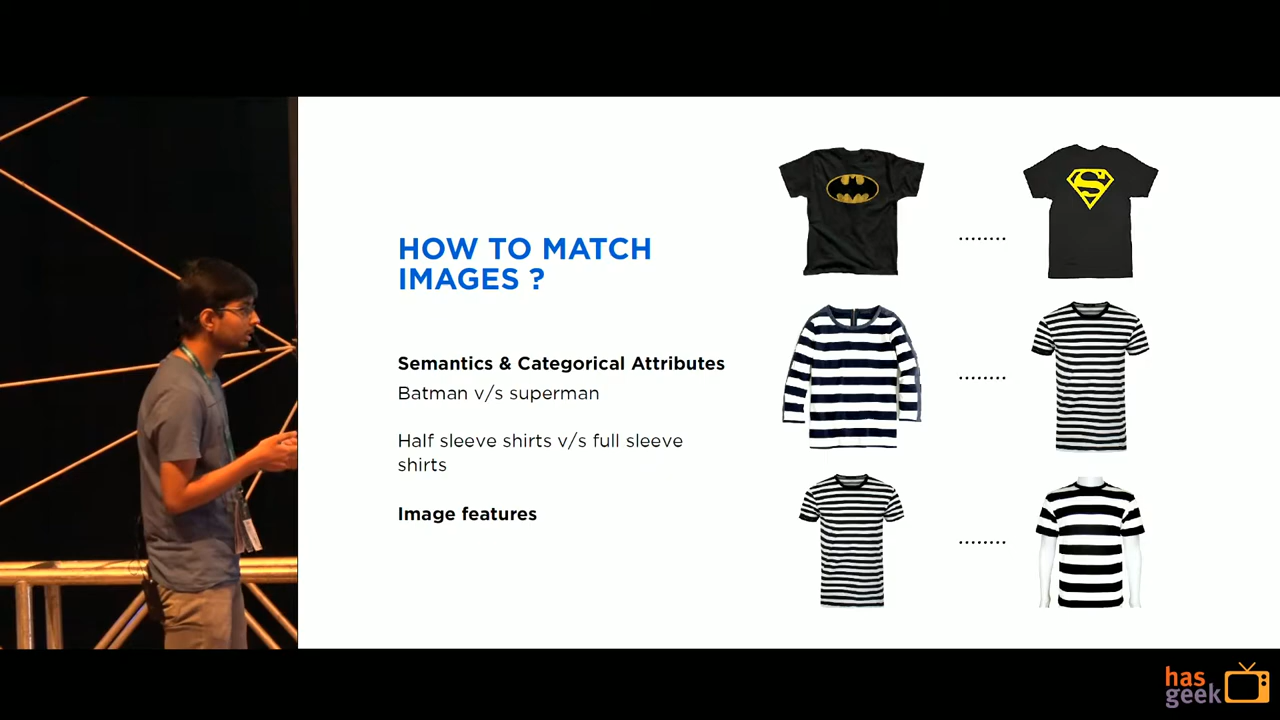 HOW TO MATCH
IMAGES ?
Semantics & Categorical Attributes
Batman v/s superman
Half sleeve shirts v/s full sleeve
shirts
Image features
S
has
geek